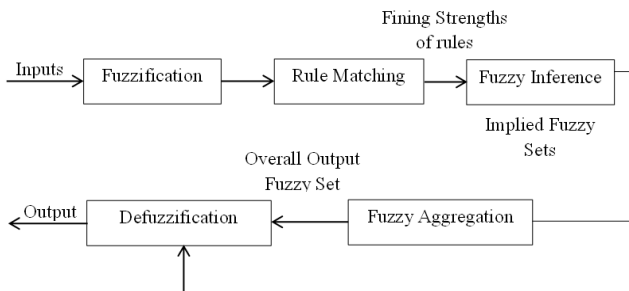 Fining Strengths
of rules
Inputs
Fuzzification
Rule Matching
Fuzzy Inference
Implied Fuzzy
Sets
Overall Output
Fuzzy Set
Output
Defuzzification
Fuzzy Aggregation